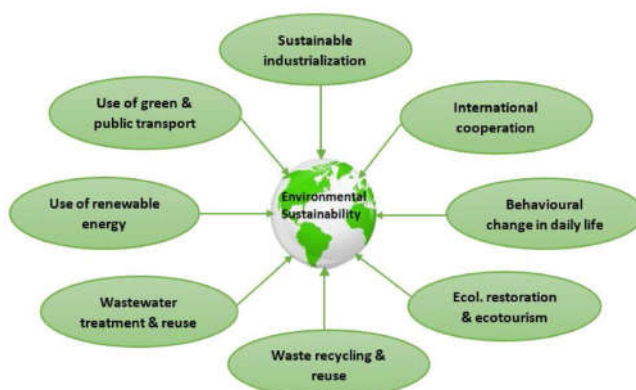 Sustainable
industrialization
Use of green &
public transport
International
cooperation
Environmental
Sustainability
Use of renewable
energy
Behavioural
change in daily life
Wastewater
treatment & reuse
Ecol. restoration
& ecotourism
Waste recycling &
reuse